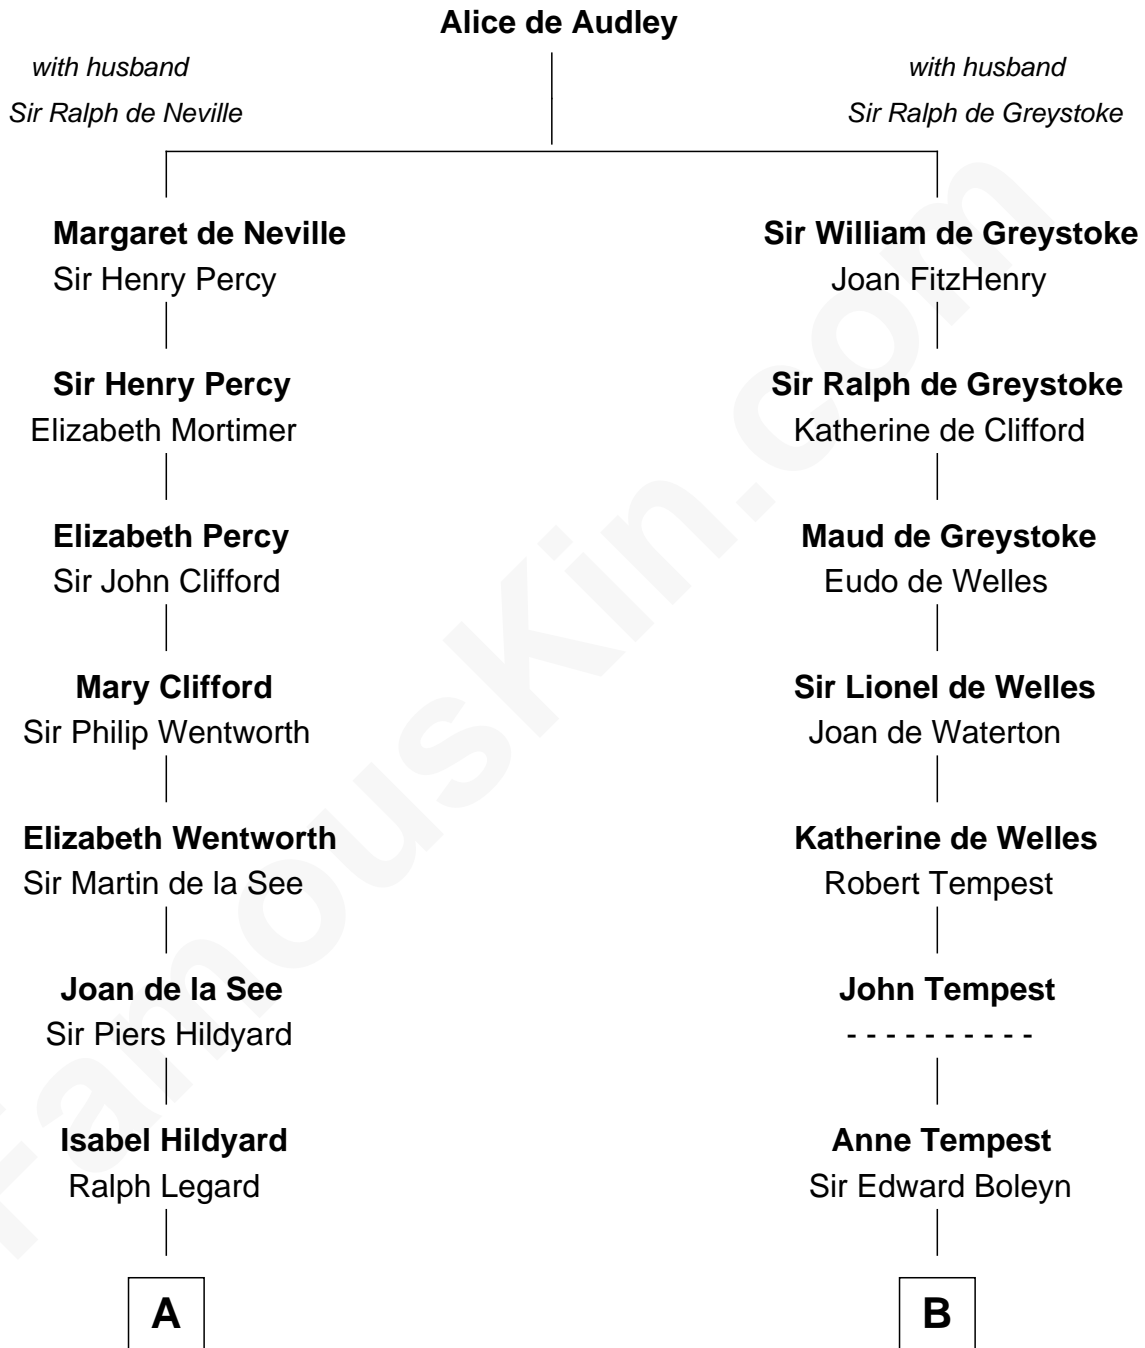 Alice de Audley
with husband
Sir Ralph de Neville
with husband
Sir Ralph de Greystoke
Margaret de Neville
Sir Henry Percy
Sir William de Greystoke
Joan FitzHenry
Sir Henry Percy
Elizabeth Mortimer
Sir Ralph de Greystoke
Katherine de Clifford
Elizabeth Percy
Sir John Clifford
Maud de Greystoke
Eudo de Welles
Mary Clifford
Sir Philip Wentworth
Sir Lionel de Welles
Joan de Waterton
Elizabeth Wentworth
Sir Martin de la See
Katherine de Welles
Robert Tempest
Joan de la See
Sir Piers Hildyard
John Tempest
- - - - - - - - - -
Isabel Hildyard
Ralph Legard
Anne Tempest
Sir Edward Boleyn
A
B
FamousKin.com